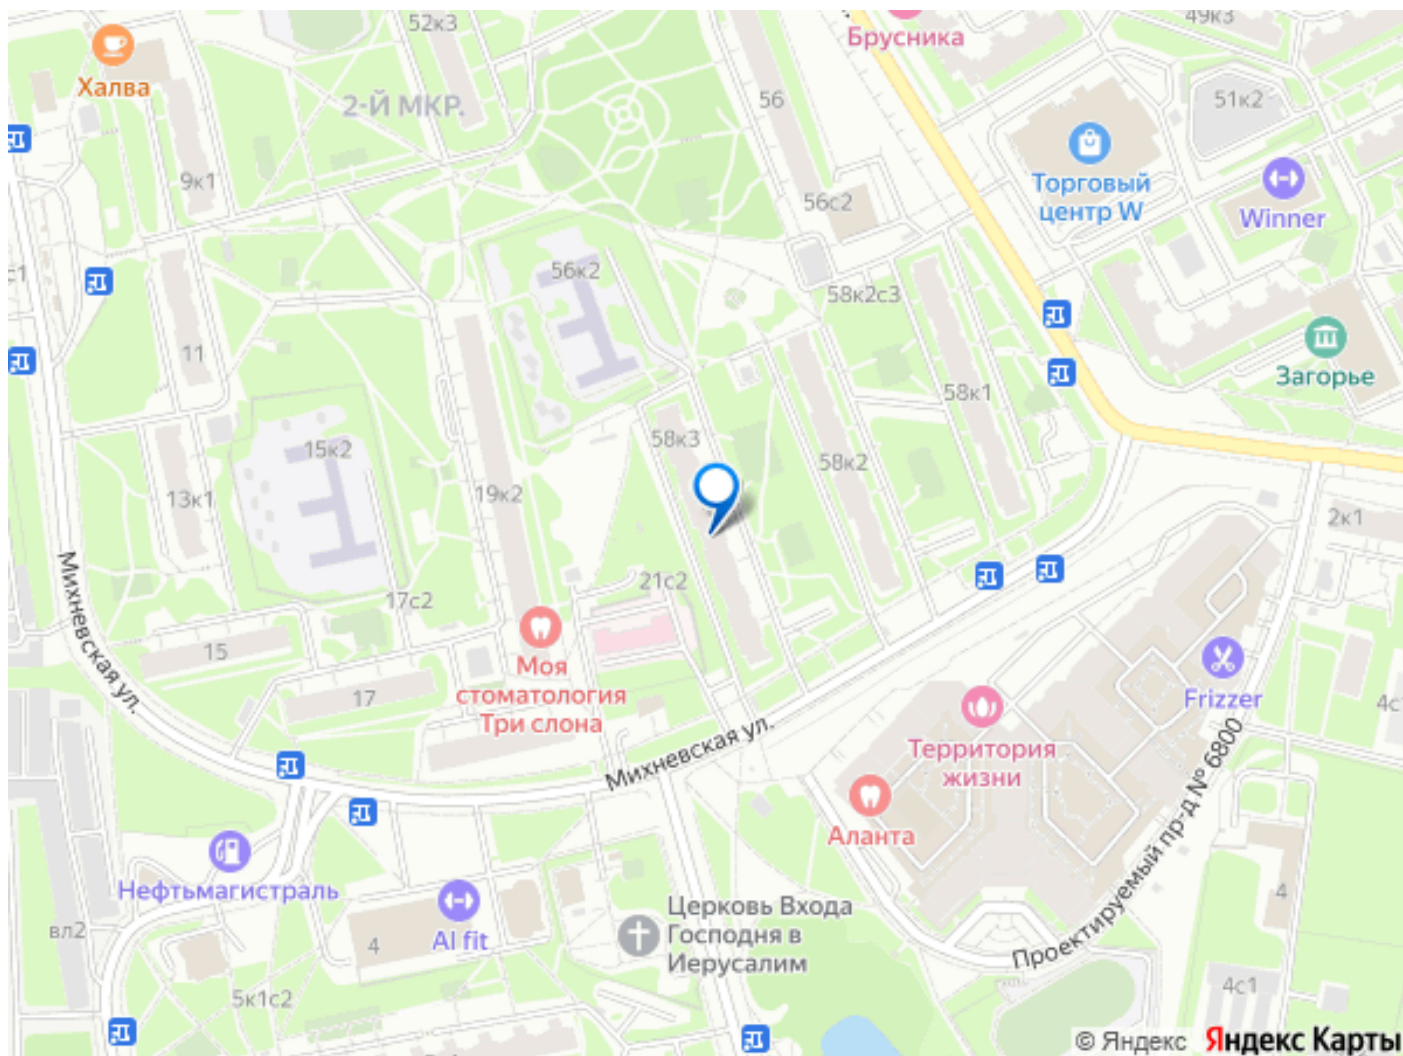 52к3
Брусника
49к3
Халва
2-Й МКР.
56
51к2
9к1
Торговый
центр W
Winner
56с2
с1
56к2
58к2с3
11
Загорье
58к1
58к3
15к2
58к2
19к2
13к1
2к1
Михневская ул.
21с2
17с2
15
Моя
стоматология
Три слона
17
Frizzer
4с
Территория
жизни
Михневская ул.
Проектируемый пр-д № 6800
Аланта
Нефтьмагистраль
4
Церковь Входа
Господня в
Иерусалим
вл2
AI fit
4
5к1с2
4с1
© Яндекс Яндекс Карты